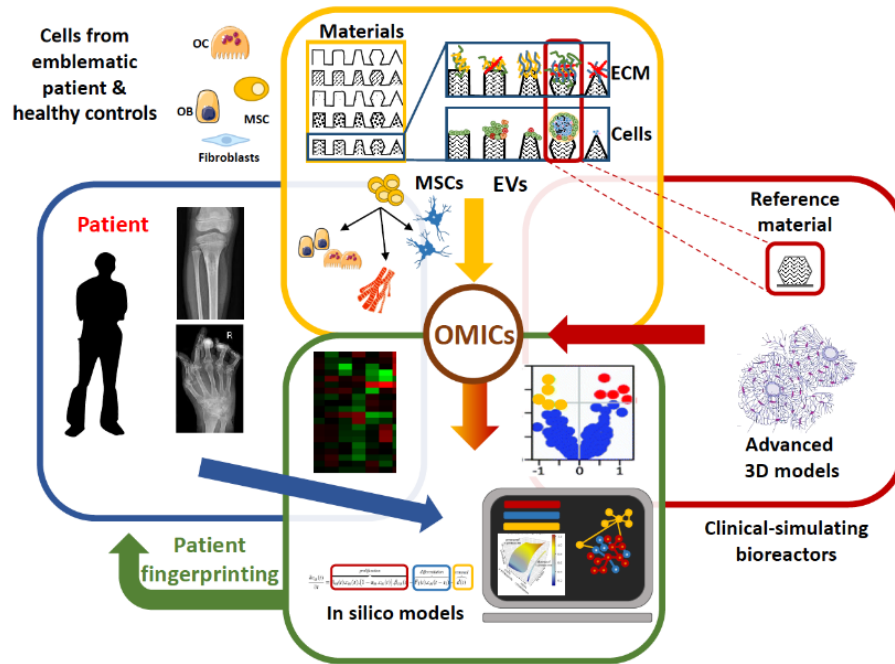 Cells from
emblematic
patient &
healthy controls
OC
OB
MSC
Fibroblasts
Materials
ECM
Cells
MSCs
EVs
Patient
R
Reference
material
OMICs
-1
0
1
Advanced
3D models
Clinical-simulating
bioreactors
Patient
fingerprinting
In silico models